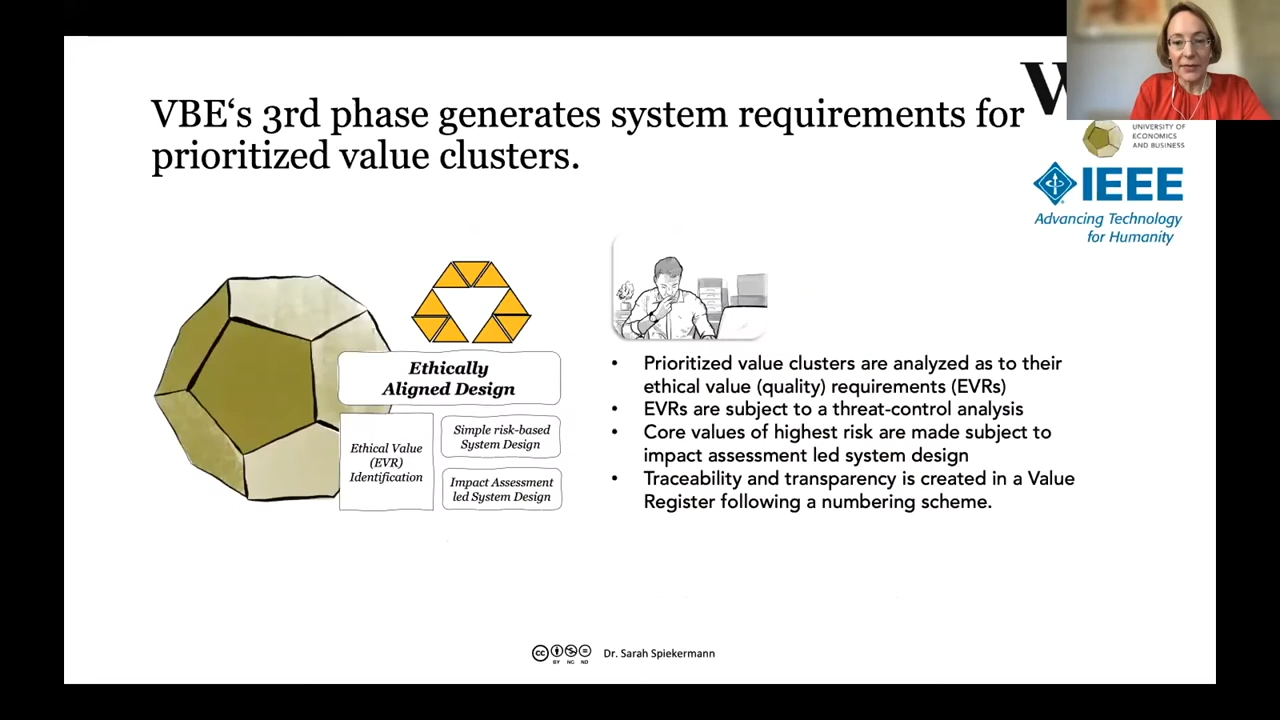 VBE‘s 3rd phase generates system requirements for
prioritized value clusters.
W
UNIVERSITY OF
ECONOMICS
AND BUSINESS
IEEE
Advancing Technology
for Humanity
Ethically
Aligned Design
Ethical Value
(EVR)
Identification
Simple risk-based
System Design
Impact Assessment
led System Design
• Prioritized value clusters are analyzed as to their
ethical value (quality) requirements (EVRs)
• EVRs are subject to a threat-control analysis
• Core values of highest risk are made subject to
impact assessment led system design
• Traceability and transparency is created in a Value
Register following a numbering scheme.
cc
BY NC ND
Dr. Sarah Spiekermann